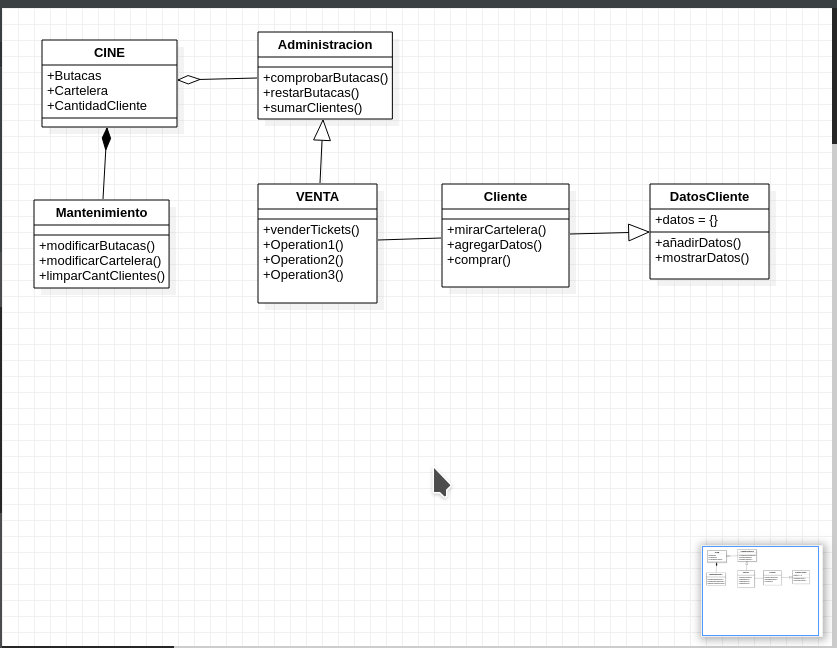 CINE
+Butacas
+Cartelera
+CantidadCliente
Administracion
+comprobarButacas()
+restarButacas()
+sumarClientes()
Mantenimiento
+modificarButacas()
+modificarCartelera()
+limparCantClientes()
VENTA
+venderTickets()
+Operation1()
+Operation2()
+Operation3()
Cliente
+mirarCartelera()
+agregarDatos()
+comprar()
DatosCliente
+datos = {}
+añadirDatos()
+mostrarDatos()